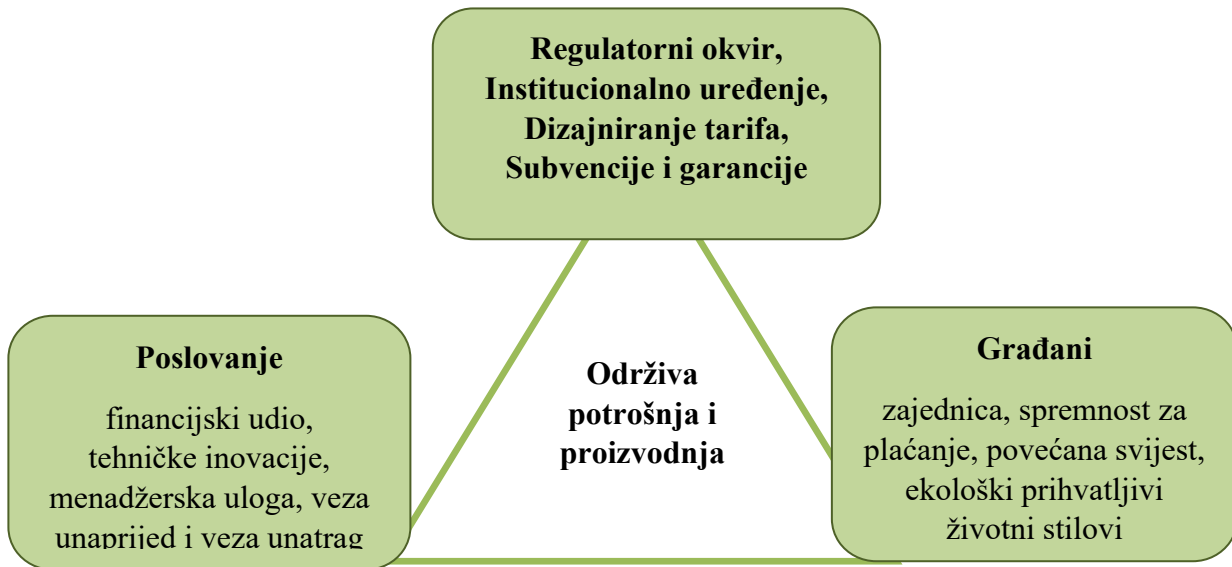 Regulatorni okvir,
Institucionalno uređenje,
Dizajniranje tarifa,
Subvencije i garancije
Poslovanje
financijski udio,
tehničke inovacije,
menadžerska uloga, veza
unaprijed i veza unatrag
Održiva
potrošnja i
proizvodnja
Građani
zajednica, spremnost za
plaćanje, povećana svijest,
ekološki prihvatljivi
životni stilovi